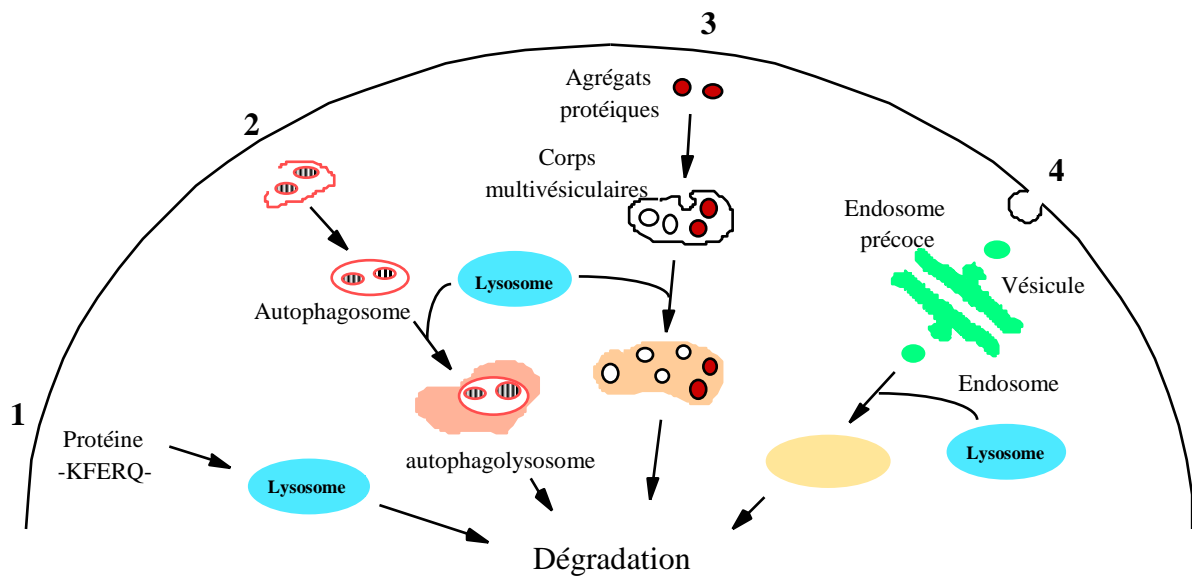 3
Agrégats
protéiques
2
Corps
multivésiculaires
4
Endosome
précoce
Vésicule
Lysosome
Autophagosome
Endosome
1
Protéine
-KFERQ-
Lysosome
autophagolysosome
Lysosome
Dégradation